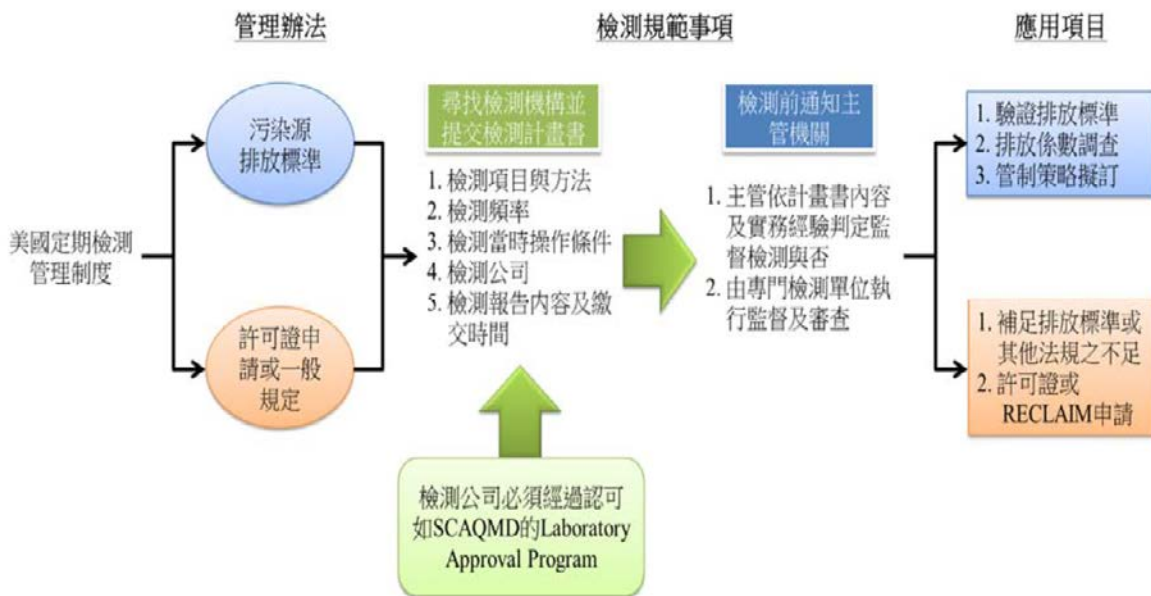 管理辦法
檢測規範事項
應用項目
美國定期檢測
管理制度
污染源
排放標準
許可證申
請或一般
規定
尋找檢測機構並
提交檢測計畫書
1. 檢測項目與方法
2. 檢測頻率
3. 檢測當時操作條件
4. 檢測公司
5. 檢測報告內容及繳
交時間
檢測公司必須經過認可
如SCAQMD的Laboratory
Approval Program
檢測前通知主
管機關
1. 主管依計畫書內容
及實務經驗判定監
督檢測與否
2. 由專門檢測單位執
行監督及審查
1. 驗證排放標準
2. 排放係數調查
3. 管制策略擬訂
1. 補足排放標準或
其他法規之不足
2. 許可證或
RECLAIM申請